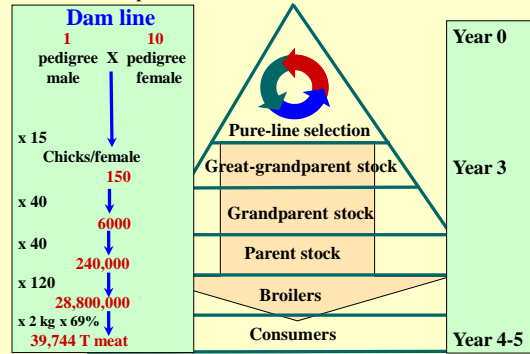 Dam line
1 10
pedigree X pedigree
male female
x 15
Chicks/female
150
x 40
6000
x 40
240,000
x 120
28,800,000
x 2 kg x 69%
39,744 T meat
Pure-line selection
Great-grandparent stock
Grandparent stock
Parent stock
Broilers
Consumers
Year 0
Year 3
Year 4-5